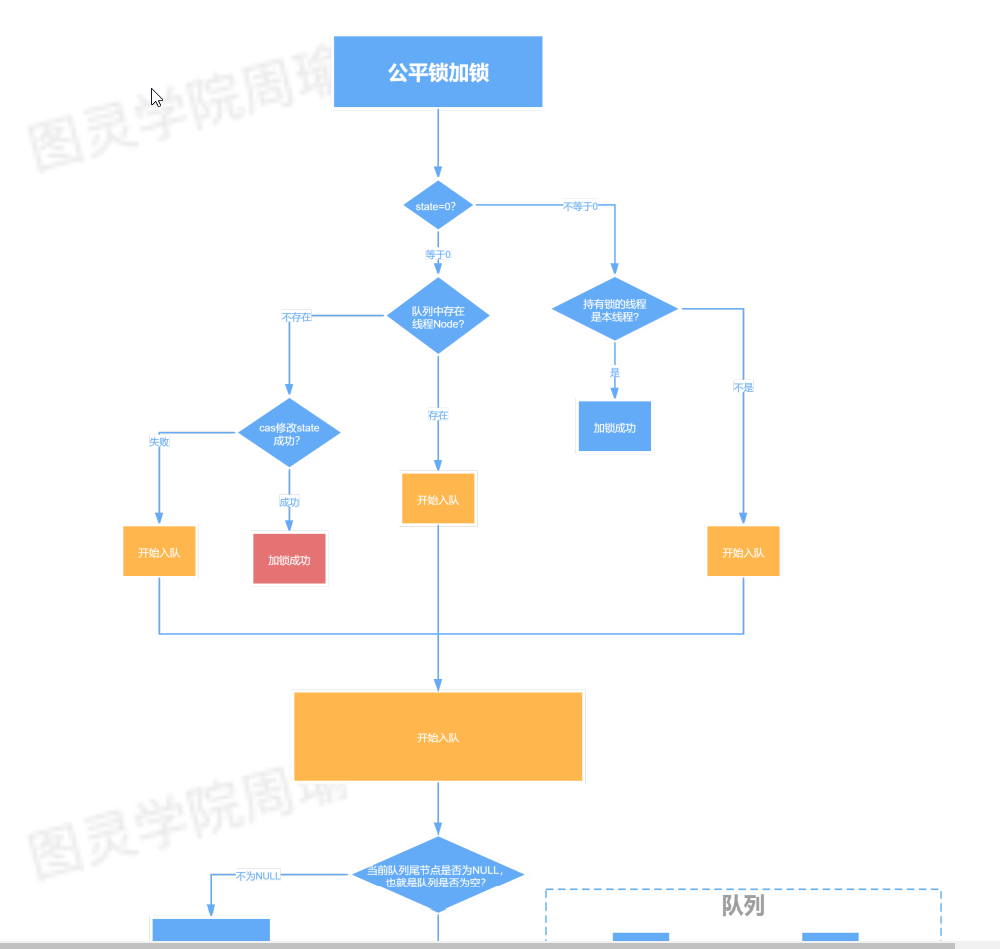 图灵学院周瑜
公平锁加锁
state=0?
不等于0
等于0
队列中存在
线程Node?
持有锁的线程
是本线程?
不存在
不是
是
cas修改state
成功?
存在
加锁成功
失败
成功
开始入队
开始入队
加锁成功
开始入队
开始入队
图灵学院周瑜
当前队列尾节点是否为NULL,
也就是队列是否为空?
不为NULL
队列